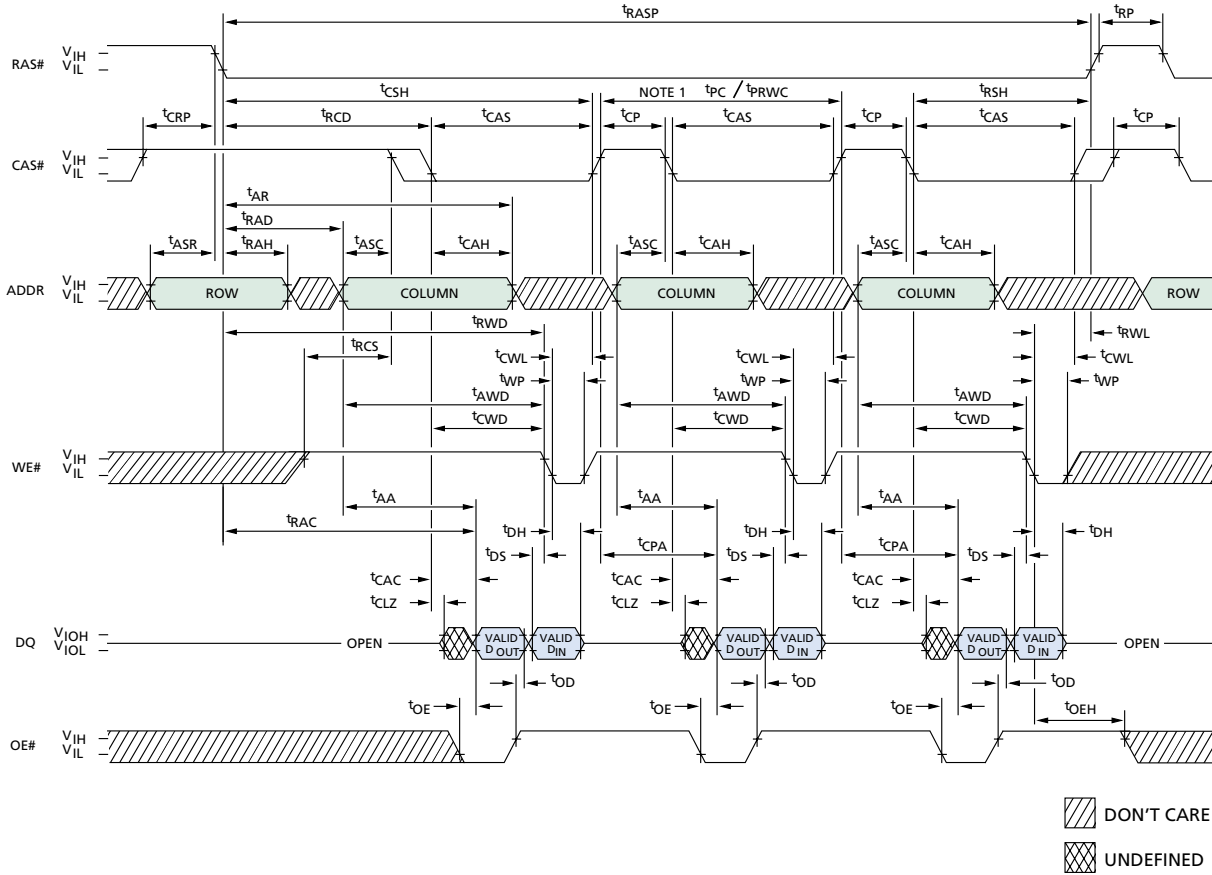 tRASP
tRP
RAS#
VIH
VIL
tCSH
NOTE 1 tPC / tPRWC
tRSH
tCRP
tRCD
tCAS
tCP
tCAS
tCP
tCAS
tCP
CAS#
VIH
VIL
tAR
tRAD
tASR
tRAH
tASC
tCAH
tASC
tCAH
tASC
tCAH
ADDR
VIH
VIL
ROW
COLUMN
COLUMN
COLUMN
ROW
tRWD
tRWL
tRCS
tCWL
tCWL
tCWL
tWP
tWP
tWP
tAWD
tAWD
tAWD
tCWD
tCWD
tCWD
WE#
VIH
VIL
tAA
tAA
tAA
tRAC
tDH
tDH
tDH
tCPA
tCPA
tDS
tDS
tDS
tCAC
tCAC
tCAC
tCLZ
tCLZ
tCLZ
DQ
VIOH
VIOL
OPEN
VALID
DOUT
VALID
DIN
VALID
DOUT
VALID
DIN
VALID
DOUT
VALID
DIN
OPEN
tOD
tOD
tOD
tOE
tOE
tOE
tOEH
OE#
VIH
VIL
DON'T CARE
UNDEFINED